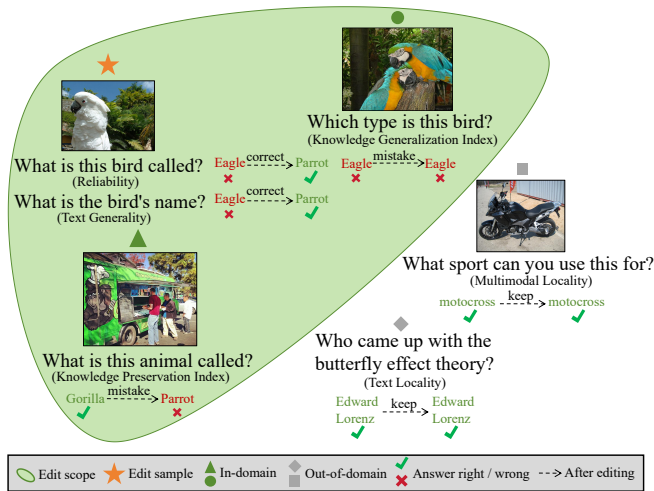 Which type is this bird?
(Knowledge Generalization Index)
Eagle mistake Eagle
What is this bird called?
(Reliability)
Eagle correct Parrot
What is the bird's name?
(Text Generality)
Eagle correct Parrot
What sport can you use this for?
(Multimodal Locality)
motocross keep motocross
What is this animal called?
(Knowledge Preservation Index)
Gorilla mistake Parrot
Who came up with the
butterfly effect theory?
(Text Locality)
Edward keep Edward
Lorenz Lorenz
Edit scope Edit sample In-domain Out-of-domain Answer right / wrong After editing